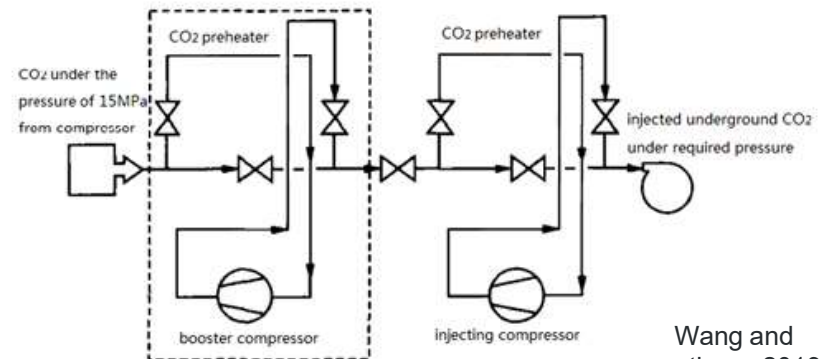 CO2 preheater
CO2 preheater
CO2 under the
pressure of 15MPa
from compressor
injected underground CO2
under required pressure
booster compressor
injecting compressor
Wang and